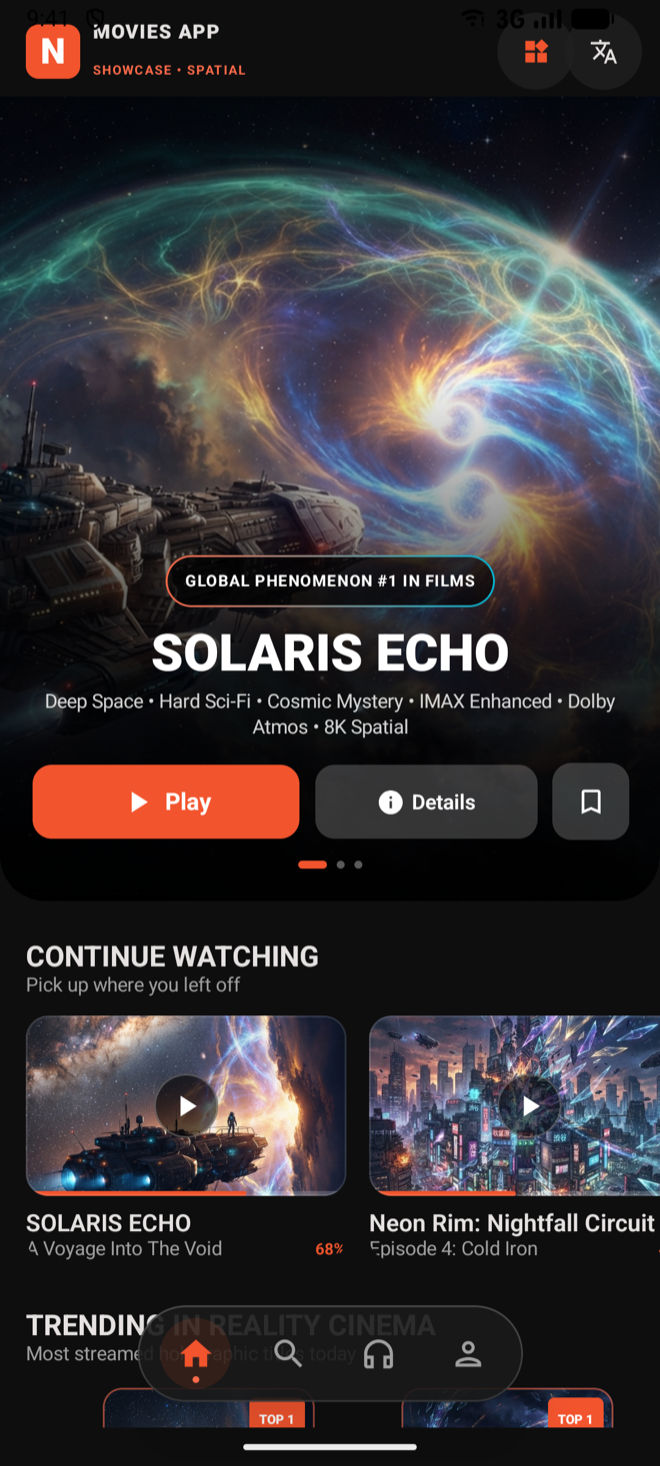 9:41
3G
N
MOVIES APP
SHOWCASE • SPATIAL
GLOBAL PHENOMENON #1 IN FILMS
SOLARIS ECHO
Deep Space • Hard Sci-Fi • Cosmic Mystery • IMAX Enhanced • Dolby
Atmos • 8K Spatial
Play
Details
CONTINUE WATCHING
Pick up where you left off
SOLARIS ECHO
A Voyage Into The Void
68%
Neon Rim: Nightfall Circuit
Episode 4: Cold Iron
TRENDING IN REALITY CINEMA
Most streamed holographic titles today
TOP 1
TOP 1